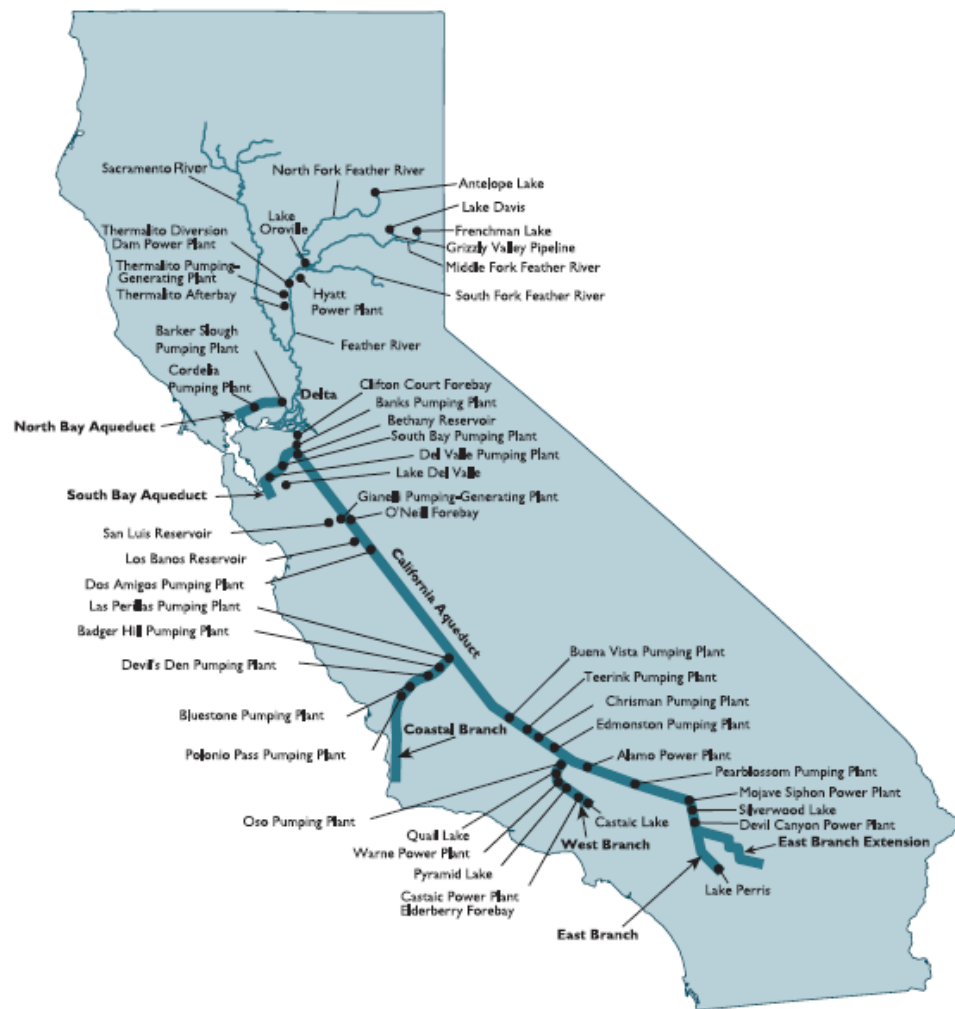 Sacramento River
North Fork Feather River
Antelope Lake
Lake Davis
Lake
Oroville
Frenchman Lake
Thermalito Diversion
Dam Power Plant
Grizzly Valley Pipeline
Middle Fork Feather River
Thermalito Pumping-
Generating Plant
Thermalito Afterbay
Hyatt
Power Plant
South Fork Feather River
Barker Slough
Pumping Plant
Feather River
Cordelia
Pumping Plant
Delta
Clifton Court Forebay
Banks Pumping Plant
Bethany Reservoir
North Bay Aqueduct
South Bay Pumping Plant
Del Valle Pumping Plant
Lake Del Valle
South Bay Aqueduct
Gianelli Pumping-Generating Plant
O'Neill Forebay
San Luis Reservoir
Los Banos Reservoir
Dos Amigos Pumping Plant
Las Perillas Pumping Plant
California Aqueduct
Badger Hill Pumping Plant
Devil's Den Pumping Plant
Buena Vista Pumping Plant
Teerink Pumping Plant
Bluestone Pumping Plant
Chrisman Pumping Plant
Edmonston Pumping Plant
Coastal Branch
Polonio Pass Pumping Plant
Alamo Power Plant
Pearblossom Pumping Plant
Mojave Siphon Power Plant
Silverwood Lake
Devil Canyon Power Plant
Oso Pumping Plant
Castaic Lake
Quail Lake
West Branch
East Branch Extension
Warne Power Plant
Pyramid Lake
Lake Perris
Castaic Power Plant
Elderberry Forebay
East Branch